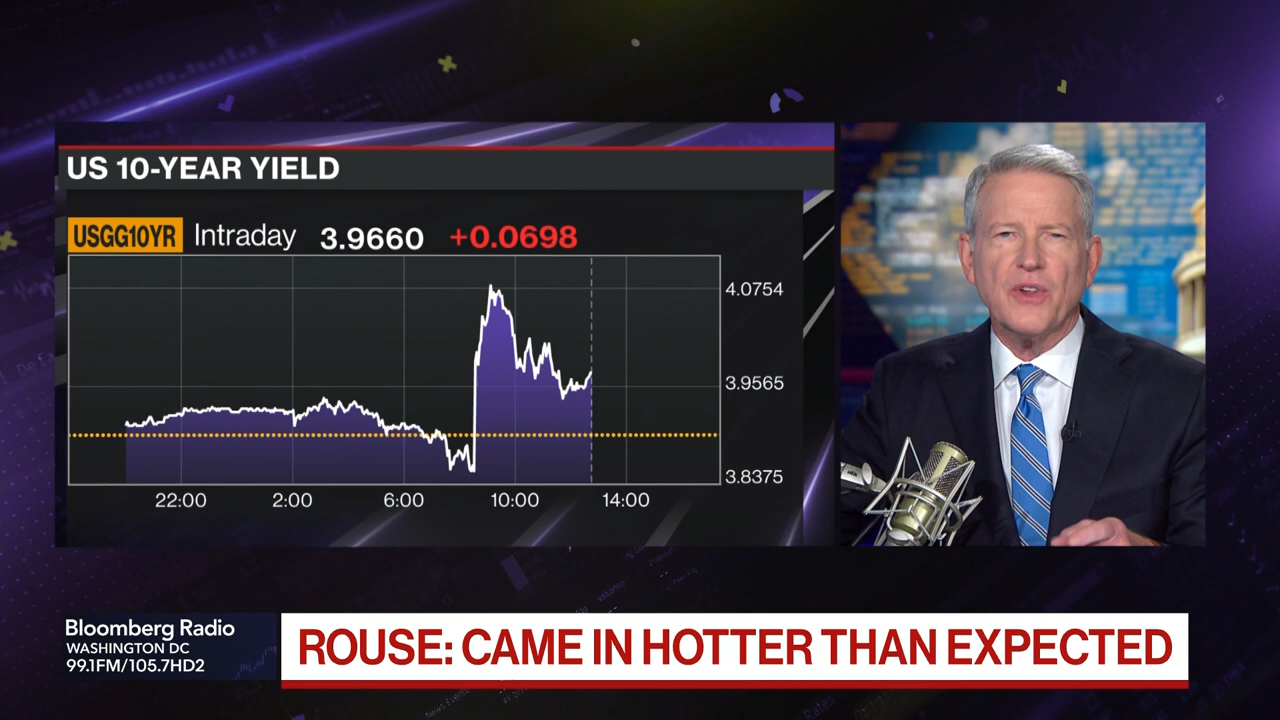 US 10-YEAR YIELD
USGG10YR Intraday 3.9660 +0.0698
4.0754
3.9565
3.8375
22:00 2:00 6:00 10:00 14:00
Bloomberg Radio
WASHINGTON DC
99.1FM/105.7HD2
ROUSE: CAME IN HOTTER THAN EXPECTED